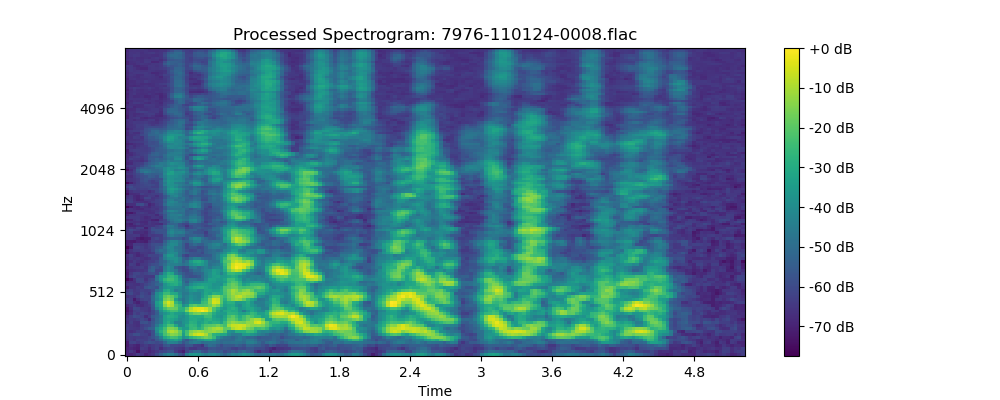 Processed Spectrogram: 7976-110124-0008.flac
+0 dB
-10 dB
-20 dB
-30 dB
-40 dB
-50 dB
-60 dB
-70 dB
4096
2048
1024
512
0
Hz
0 0.6 1.2 1.8 2.4 3 3.6 4.2 4.8
Time